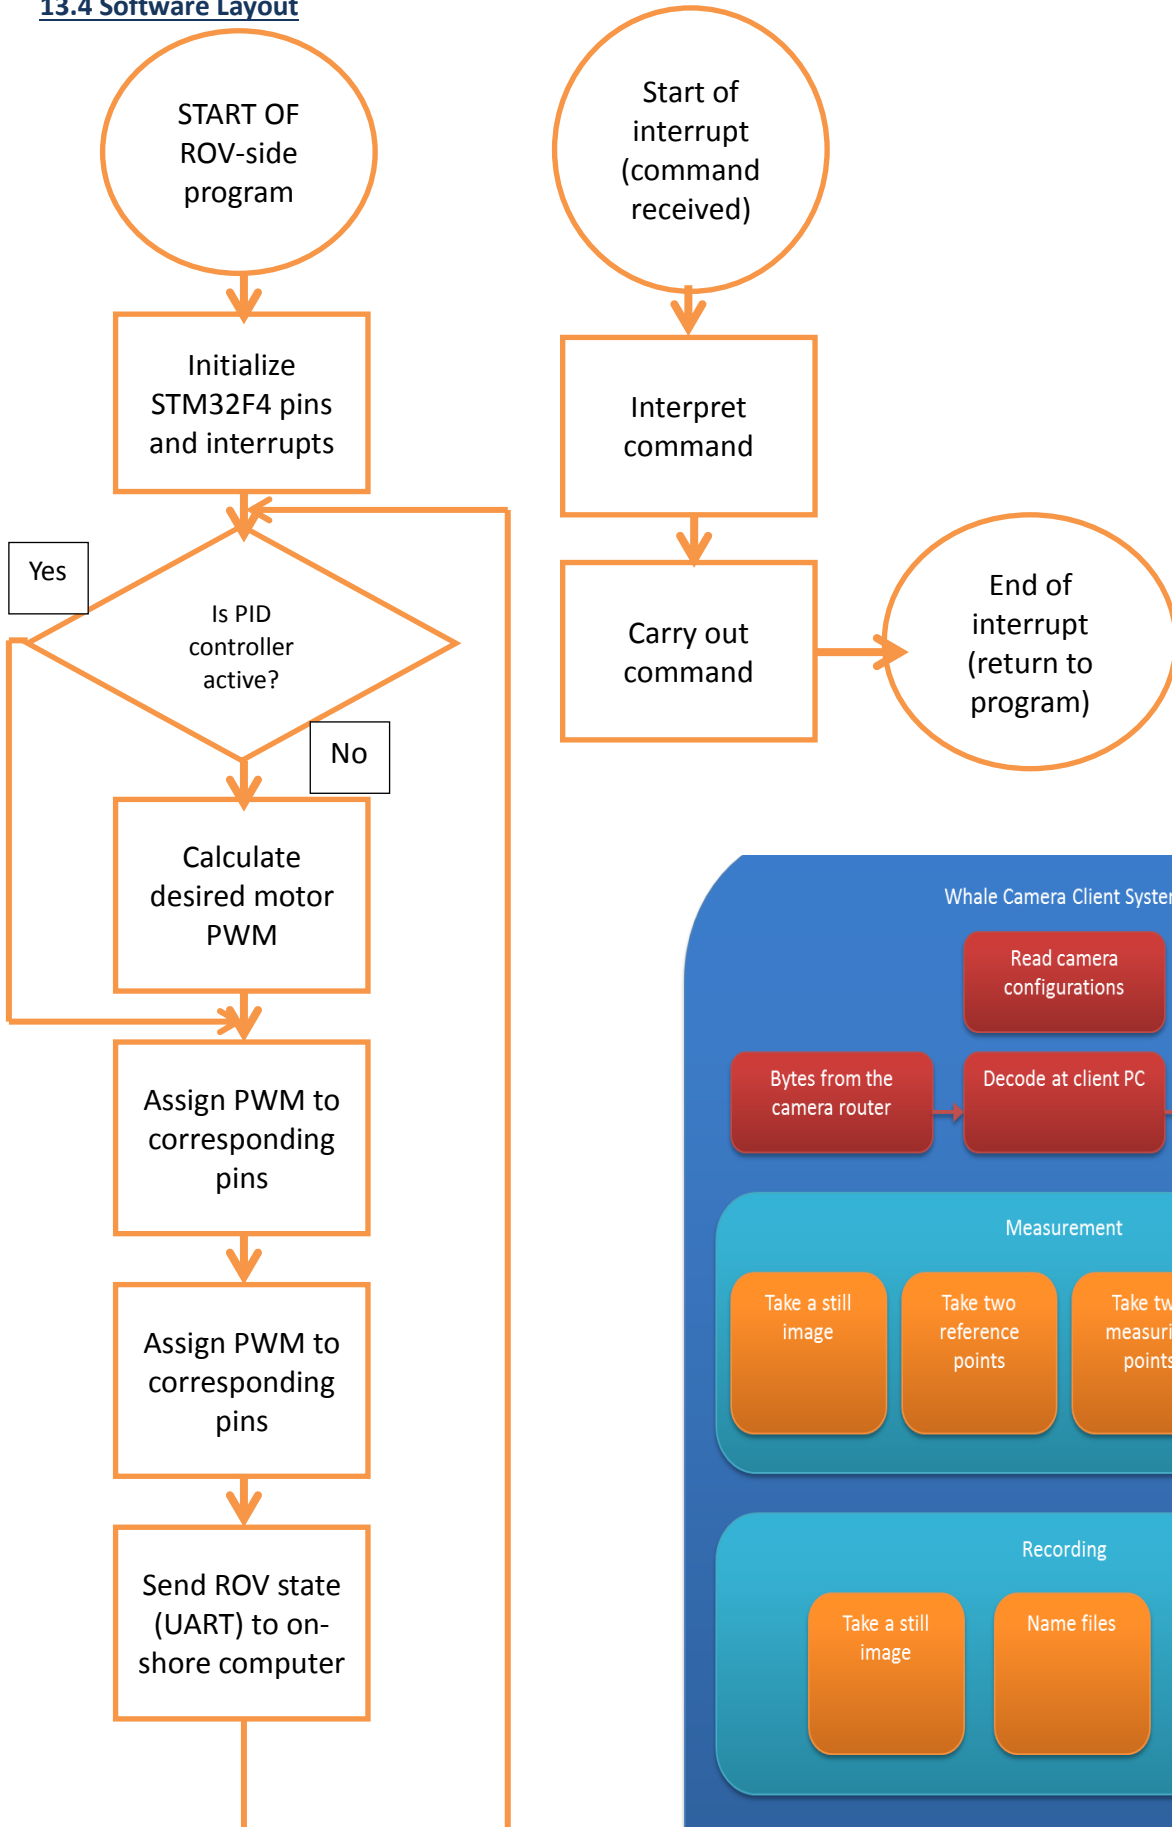 13.4 Software Layout
START OF
ROV-side
program
Initialize
STM32F4 pins
and interrupts
Yes
Is PID
controller
active?
No
Calculate
desired motor
PWM
Assign PWM to
corresponding
pins
Assign PWM to
corresponding
pins
Send ROV state
(UART) to on-
shore computer
Start of
interrupt
(command
received)
Interpret
command
Carry out
command
End of
interrupt
(return to
program)
Whale Camera Client
Read camera
configurations
Bytes from the
camera router
Decode at client PC
Measurement
Take a still
image
Take two
reference
points
Take
points
Recording
Take a still
image
Name files